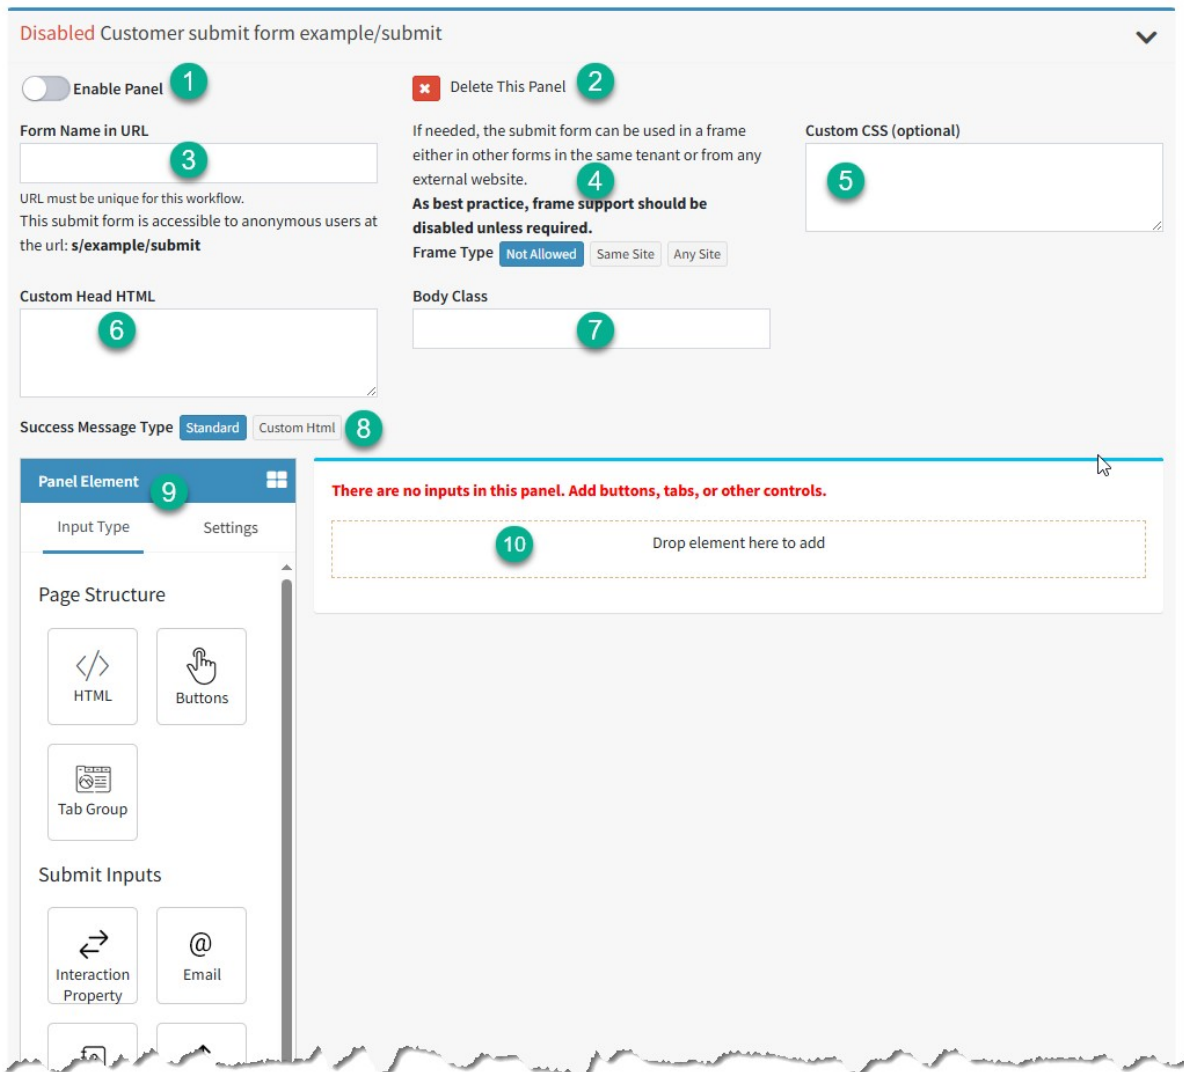 Disabled Customer submit form example/submit
Enable Panel 1
Delete This Panel 2
Form Name in URL
3
URL must be unique for this workflow.
This submit form is accessible to anonymous users at
the url: s/example/submit
If needed, the submit form can be used in a frame
either in other forms in the same tenant or from any
external website.
4
As best practice, frame support should be
disabled unless required.
Frame Type Not Allowed Same Site Any Site
Custom CSS (optional)
5
Custom Head HTML
6
Body Class
7
Success Message Type Standard Custom Html 8
Panel Element 9
Input Type Settings
Page Structure
HTML
Buttons
Tab Group
Submit Inputs
Interaction
Property
@
Email
There are no inputs in this panel. Add buttons, tabs, or other controls.
10 Drop element here to add